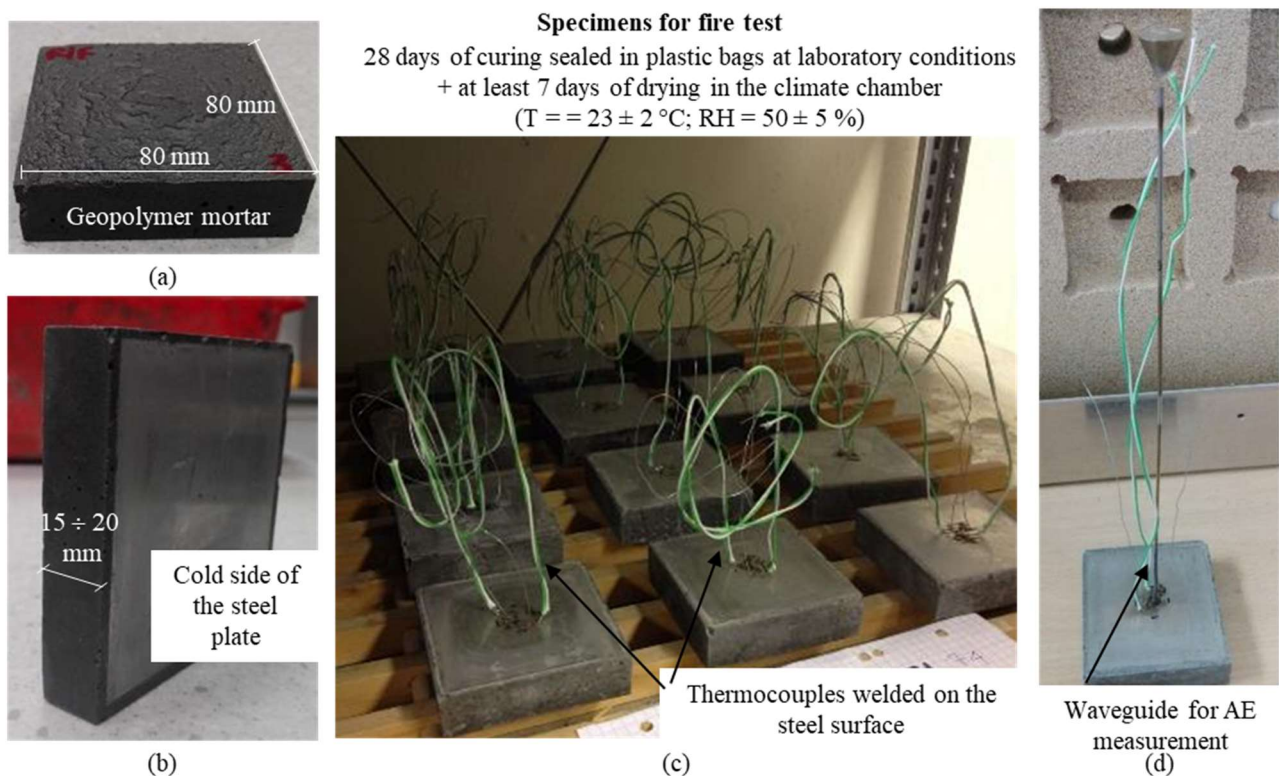 Specimens for fire test
28 days of curing sealed in plastic bags at laboratory conditions
+ at least 7 days of drying in the climate chamber
(T = = 23 ± 2 °C; RH = 50 ± 5 %)
80 mm
80 mm
3
Geopolymer mortar
(a)
15 ÷ 20
mm
Cold side of
the steel
plate
(b)
Thermocouples welded on the
steel surface
(c)
Waveguide for AE
measurement
(d)